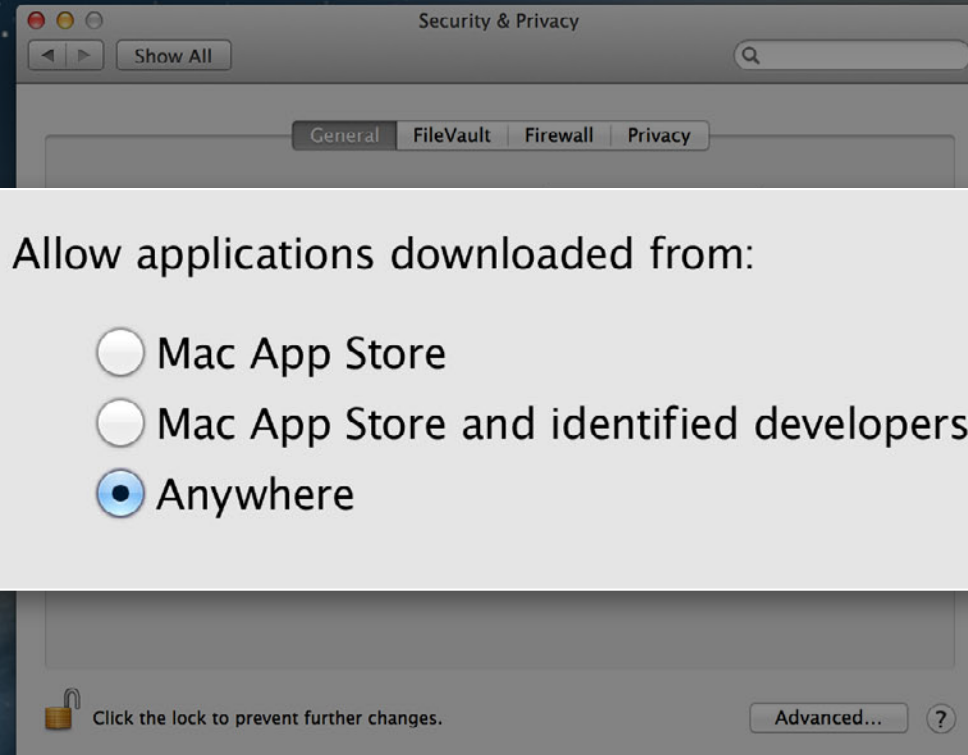 Security & Privacy
Show All
General FileVault Firewall Privacy
Allow applications downloaded from:
Mac App Store
Mac App Store and identified developers
Anywhere
Click the lock to prevent further changes.
Advanced... ?